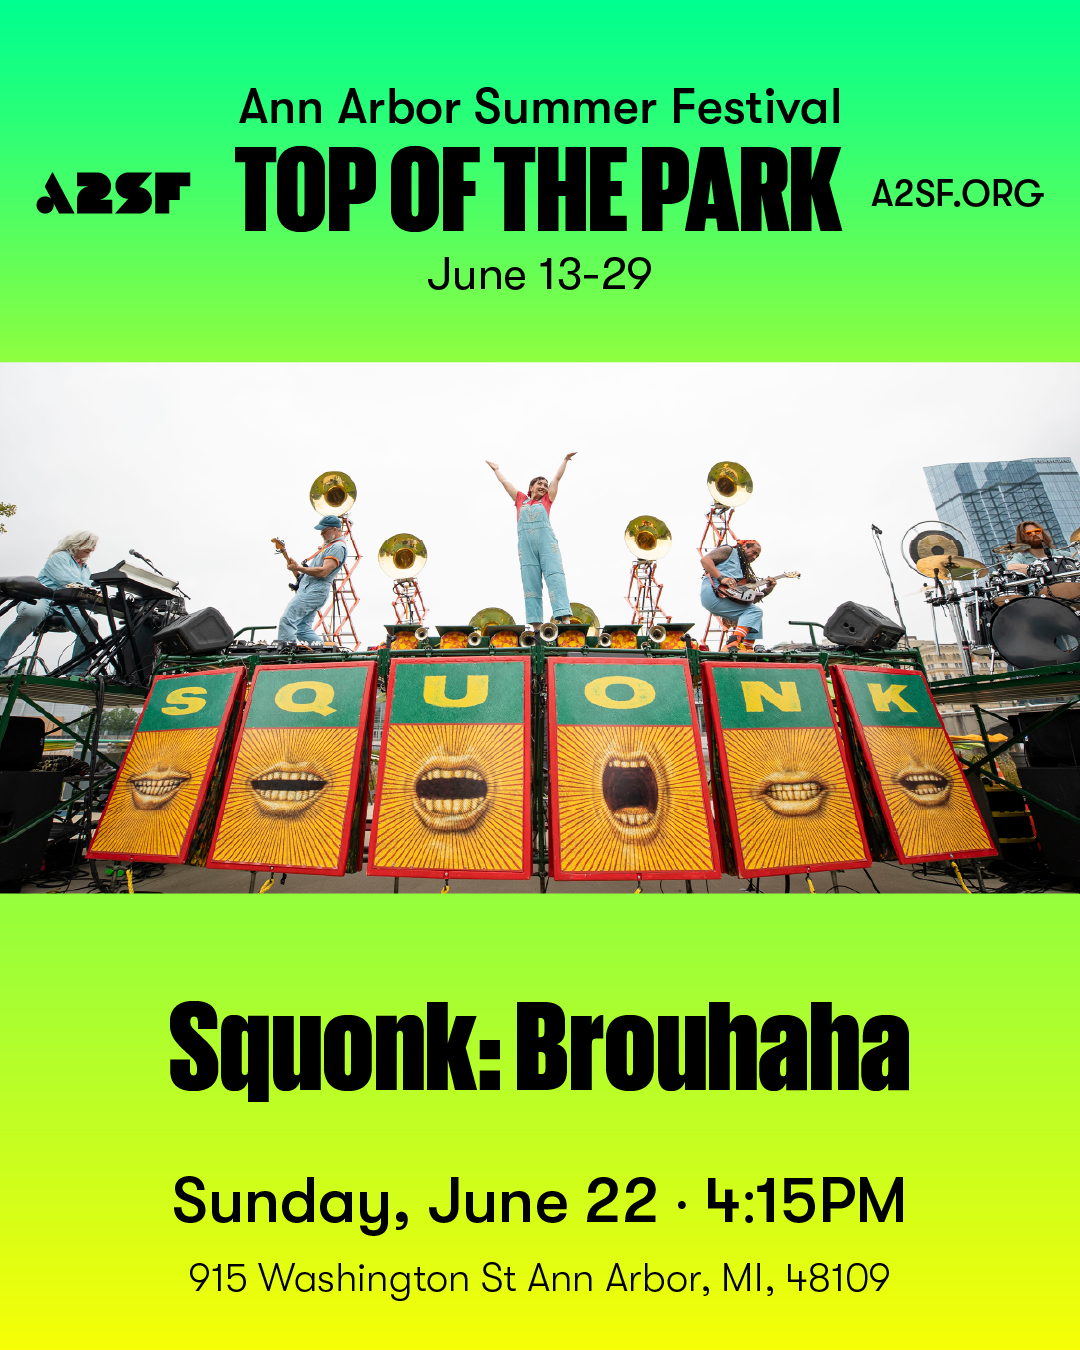 Ann Arbor Summer Festival
A2SF
TOP OF THE PARK
A2SF.ORG
June 13-29
SQUONK
Squonk: Brouhaha
Sunday, June 22 · 4:15PM
915 Washington St Ann Arbor, MI, 48109